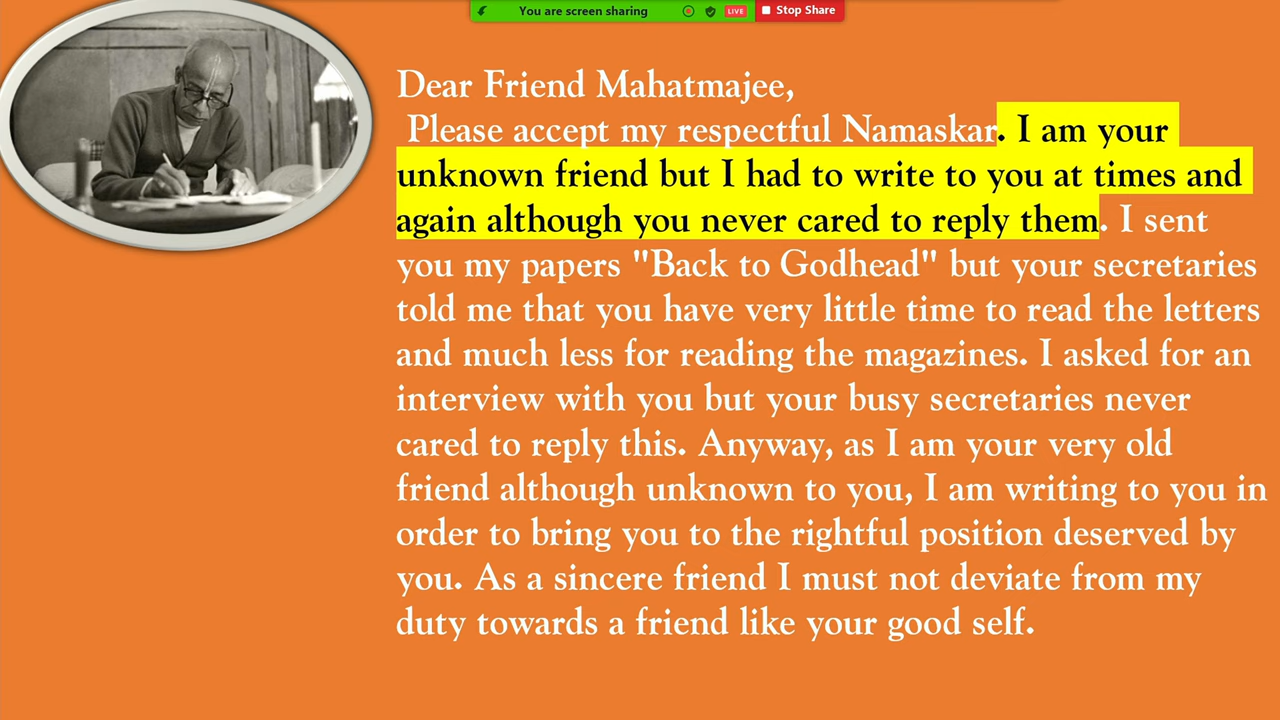 You are screen sharing LIVE Stop Share
Dear Friend Mahatmajee,
Please accept my respectful Namaskar. I am your
unknown friend but I had to write to you at times and
again although you never cared to reply them. I sent
you my papers "Back to Godhead" but your secretaries
told me that you have very little time to read the letters
and much less for reading the magazines. I asked for an
interview with you but your busy secretaries never
cared to reply this. Anyway, as I am your very old
friend although unknown to you, I am writing to you in
order to bring you to the rightful position deserved by
you. As a sincere friend I must not deviate from my
duty towards a friend like your good self.